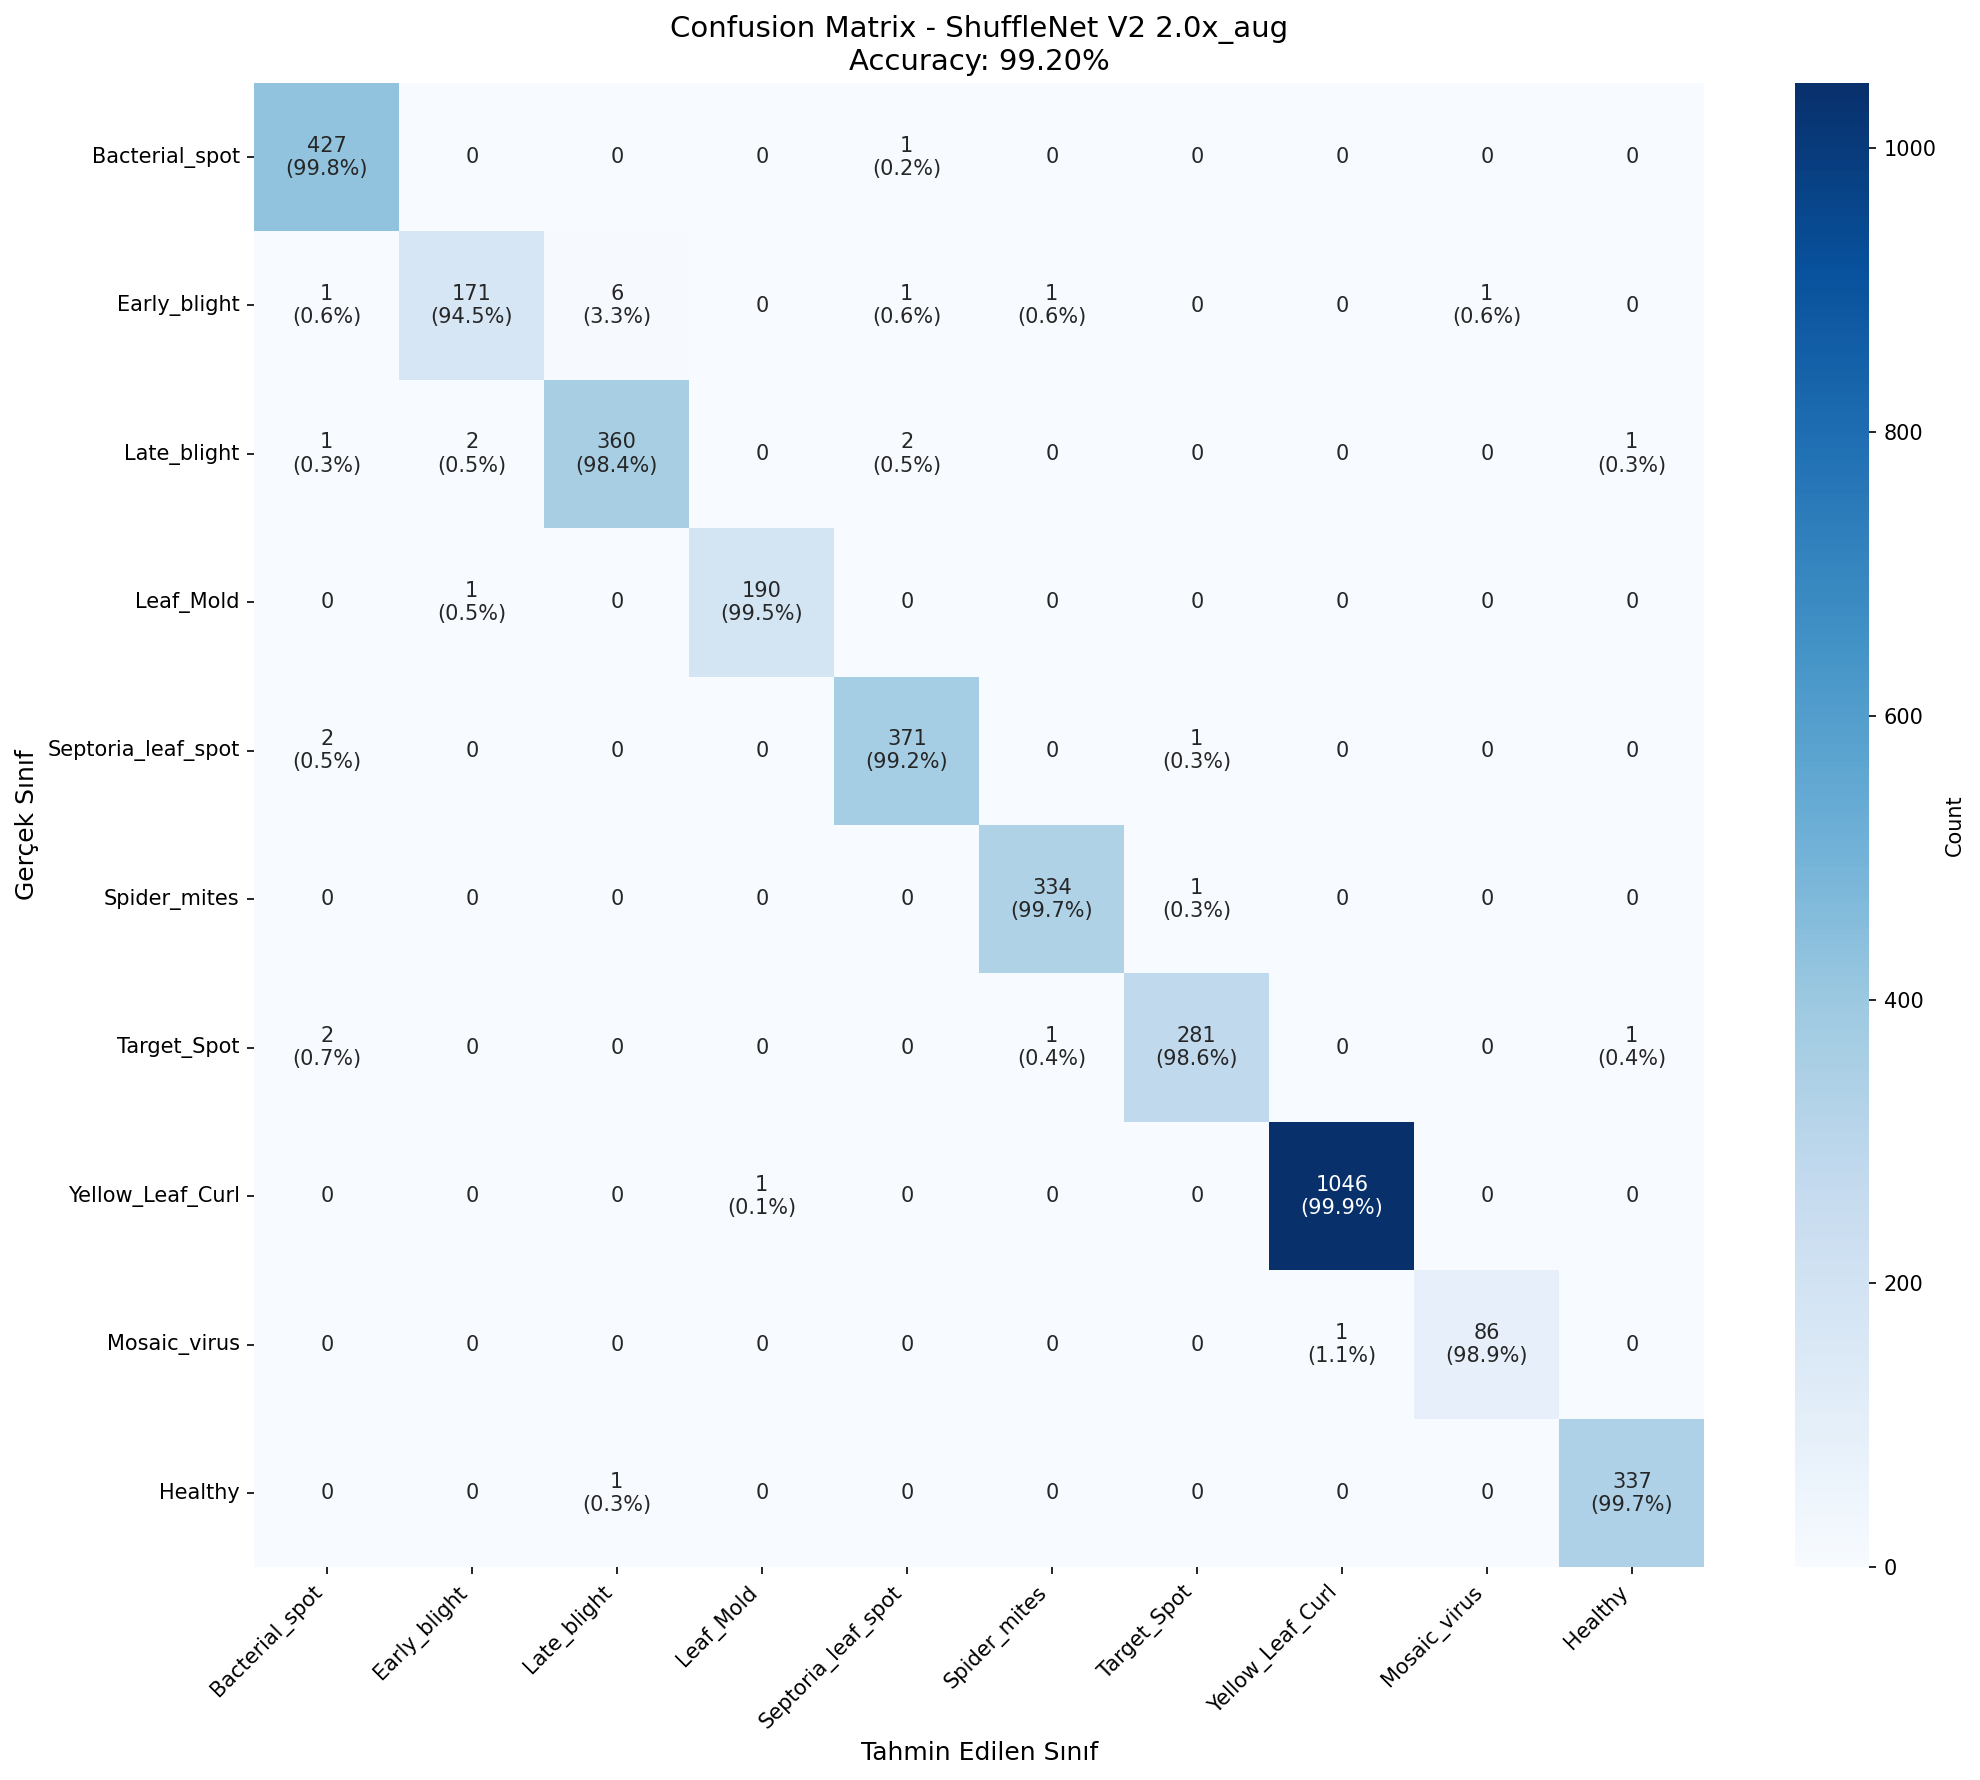 Confusion Matrix - ShuffleNet V2 2.0x_aug
Accuracy: 99.20%
Gerçek Sınıf
Bacterial_spot 427 0 0 0 1 0 0 0 0 0
(99.8%) (0.2%)
Early_blight 1 171 6 0 1 1 0 0 1 0
(0.6%) (94.5%) (3.3%) (0.6%) (0.6%) (0.6%)
Late_blight 1 2 360 0 2 0 0 0 0 1
(0.3%) (0.5%) (98.4%) (0.5%) (0.3%)
Leaf_Mold 0 1 0 190 0 0 0 0 0 0
(0.5%) (99.5%)
Septoria_leaf_spot 2 0 0 0 371 0 1 0 0 0
(0.5%) (99.2%) (0.3%)
Spider_mites 0 0 0 0 0 334 1 0 0 0
(99.7%) (0.3%)
Target_Spot 2 0 0 0 0 1 281 0 0 1
(0.7%) (0.4%) (98.6%) (0.4%)
Yellow_Leaf_Curl 0 0 0 1 0 0 0 1046 0 0
(0.1%) (99.9%)
Mosaic_virus 0 0 0 0 0 0 0 1 86 0
(1.1%) (98.9%)
Healthy 0 0 1 0 0 0 0 0 0 337
(0.3%) (99.7%)
Bacterial_spot
Early_blight
Late_blight
Leaf_Mold
Septoria_leaf_spot
Spider_mites
Target_Spot
Yellow_Leaf_Curl
Mosaic_virus
Healthy
Tahmin Edilen Sınıf
1000
800
600
400
200
0
Count